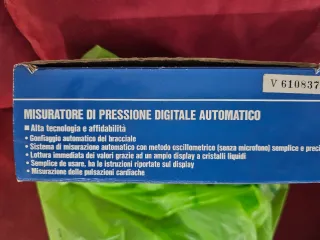 V 610837
MISURATORE DI PRESSIONE DIGITALE AUTOMATICO
■ Alta tecnologia e affidabilità
• Gonfiaggio automatico del bracciale
• Sistema di misurazione automatico con metodo oscillometrico (senza microfono) semplice e preci
• Lettura immediata dei valori grazie ad un ampio display a cristalli liquidi
• Semplice da usare, ha le istruzioni riportate sul display
• Misurazione delle pulsazioni cardiache